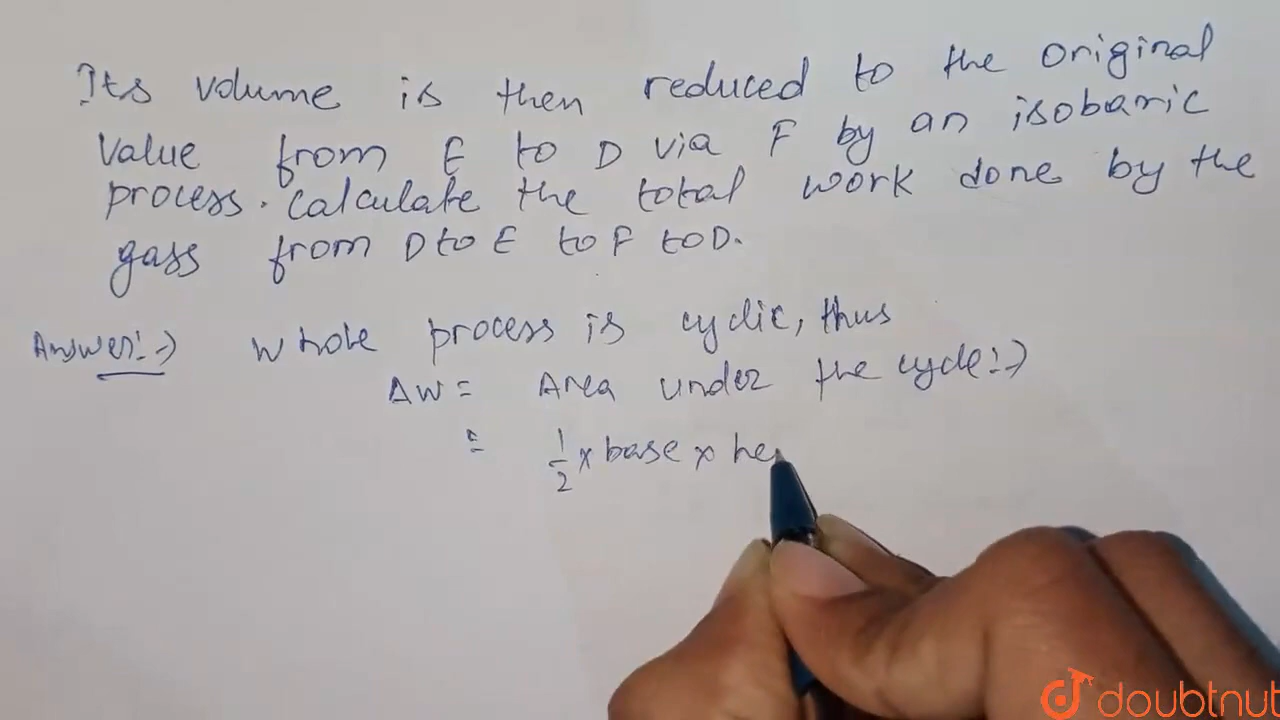 Its volume is then reduced to the original
value from E to D via F by an isobaric
process. Calculate the total work done by the
gass from D to E to F to D.
Answer:-) Whole process is cyclic, thus
ΔW = Area under the cycle:-)
= 1/2 x base x he
doubtnut